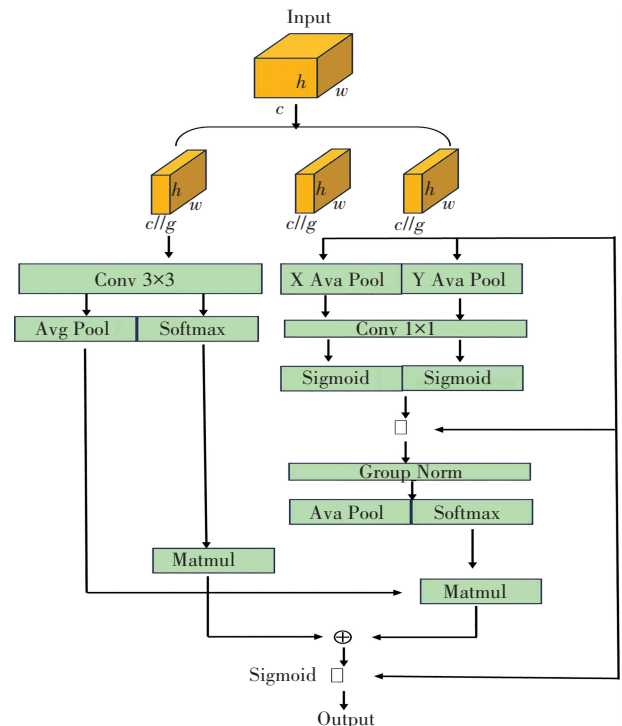 Input
h
w
c
h
w
c//g
h
w
c//g
h
w
c//g
Conv 3×3
Avg Pool
Softmax
X Ava Pool
Y Ava Pool
Conv 1×1
Sigmoid
Sigmoid
□
Group Norm
Ava Pool
Softmax
Matmul
Matmul
⊕
Sigmoid □
Output